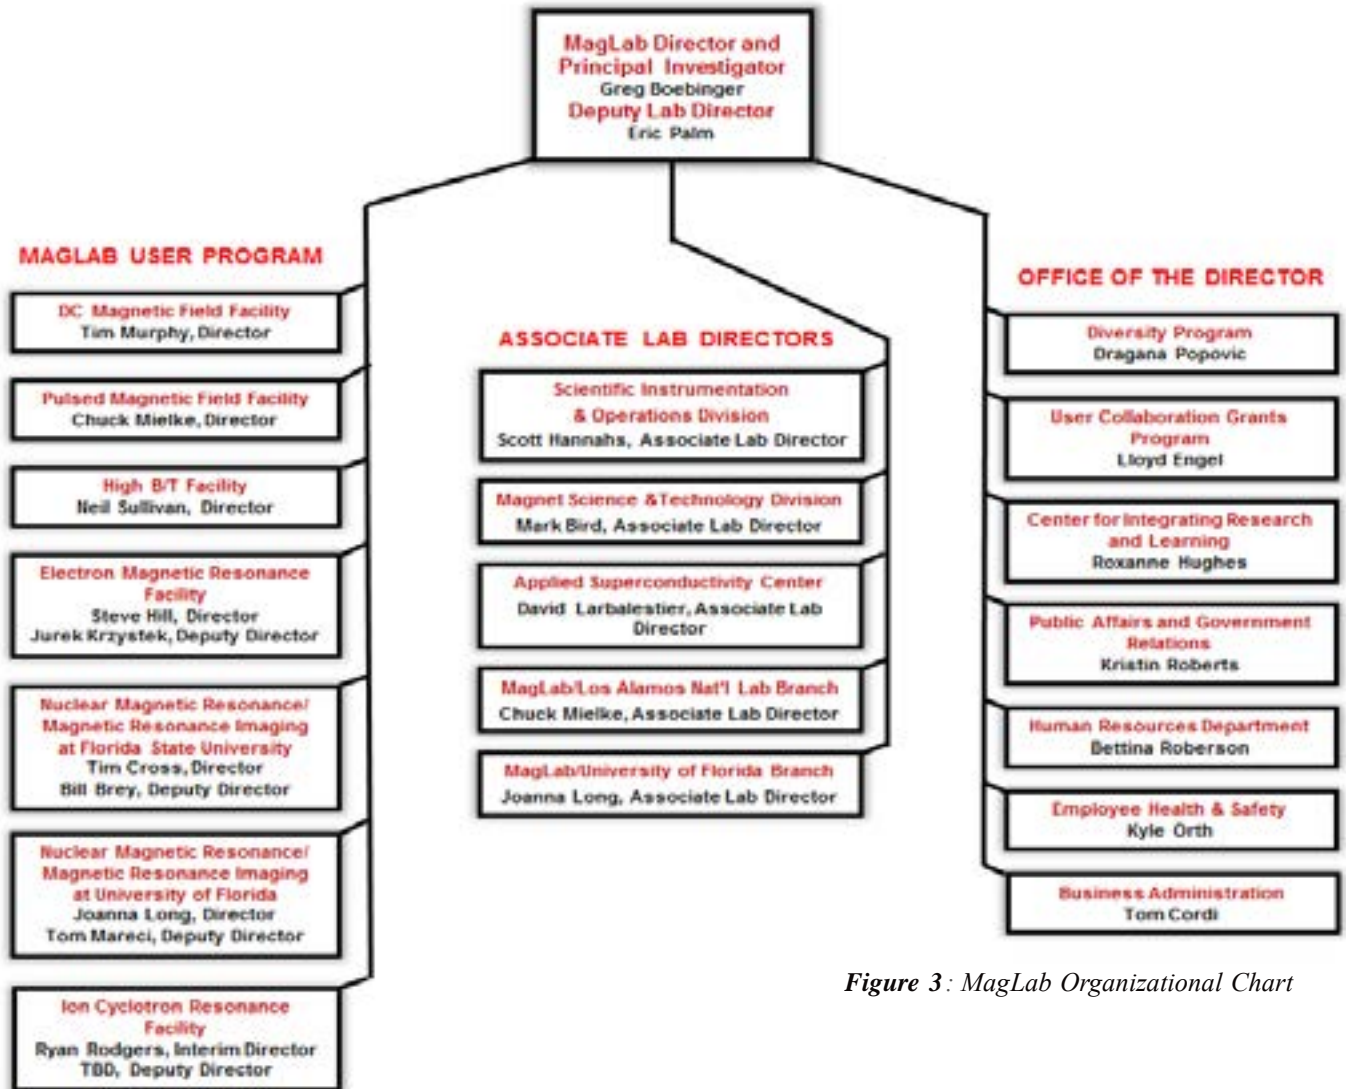 MagLab Director and
Principal Investigator
Greg Boebinger
Deputy Lab Director
Eric Palm
MAGLAB USER PROGRAM
DC Magnetic Field Facility
Tim Murphy, Director
Pulsed Magnetic Field Facility
Chuck Mielke, Director
High B/T Facility
Neil Sullivan, Director
Electron Magnetic Resonance
Facility
Steve Hill, Director
Jurek Krzystek, Deputy Director
Nuclear Magnetic Resonance/
Magnetic Resonance Imaging
at Florida State University
Tim Cross, Director
Bill Brey, Deputy Director
Nuclear Magnetic Resonance/
Magnetic Resonance Imaging
at University of Florida
Joanna Long, Director
Tom Mareci, Deputy Director
Ion Cyclotron Resonance
Facility
Ryan Rodgers, Interim Director
TBD, Deputy Director
ASSOCIATE LAB DIRECTORS
Scientific Instrumentation
& Operations Division
Scott Hannahs, Associate Lab Director
Magnet Science & Technology Division
Mark Bird, Associate Lab Director
Applied Superconductivity Center
David Larbalestier, Associate Lab
Director
MagLab/Los Alamos Nat'l Lab Branch
Chuck Mielke, Associate Lab Director
MagLab/University of Florida Branch
Joanna Long, Associate Lab Director
OFFICE OF THE DIRECTOR
Diversity Program
Dragana Popovic
User Collaboration Grants
Program
Lloyd Engel
Center for Integrating Research
and Learning
Roxanne Hughes
Public Affairs and Government
Relations
Kristin Roberts
Human Resources Department
Bettina Roberson
Employee Health & Safety
Kyle Orth
Business Administration
Tom Cordi
Figure 3: MagLab Organizational Chart